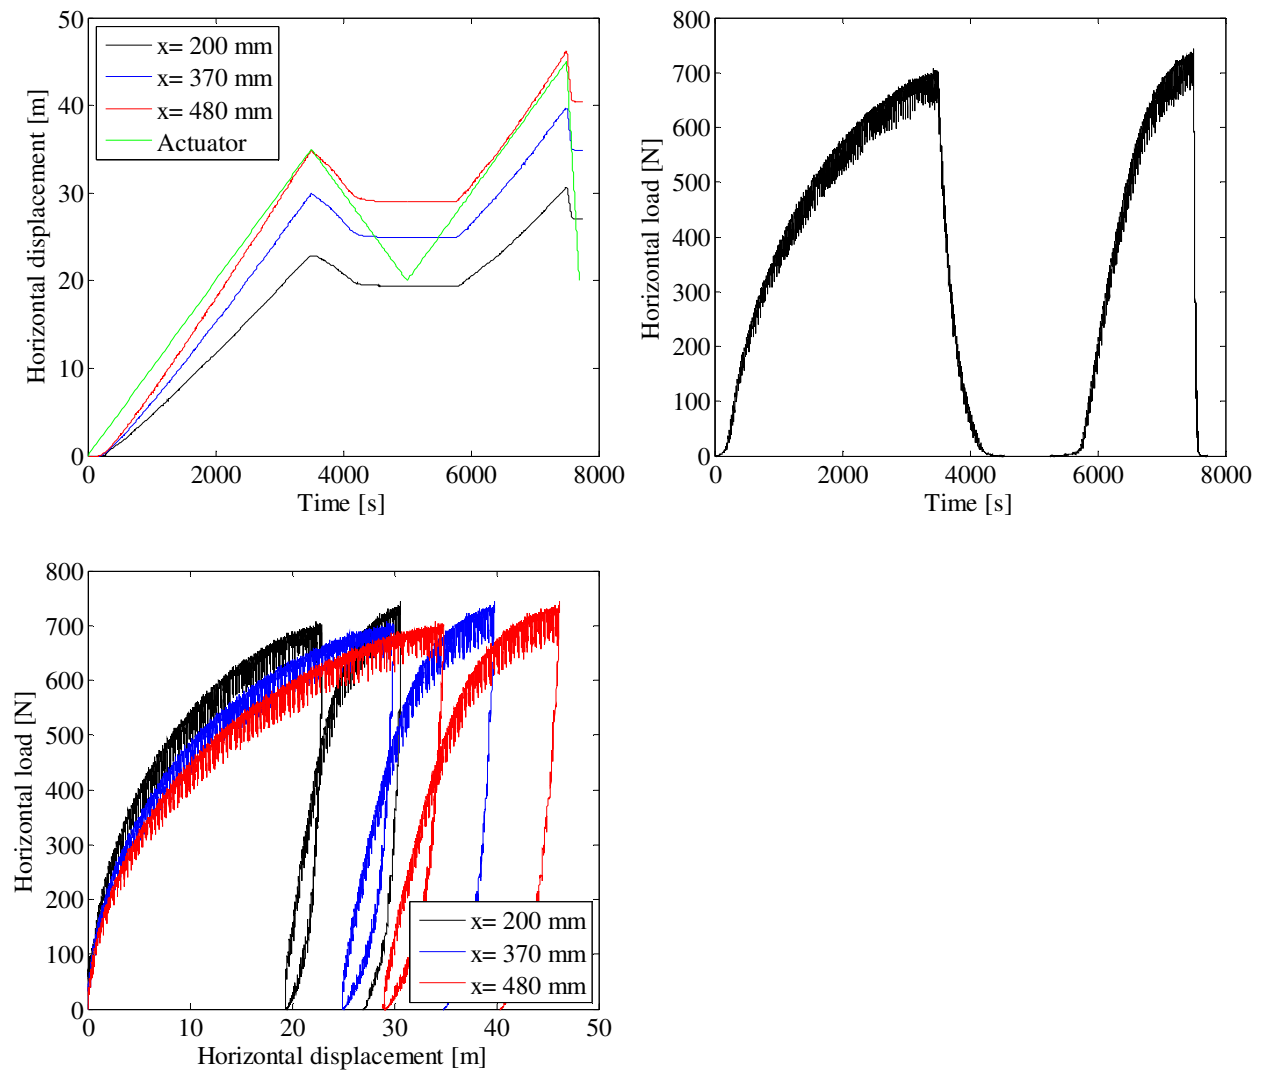 50
40
30
20
10
0
0 2000 4000 6000 8000
Time [s]
Horizontal displacement [m]
x= 200 mm
x= 370 mm
x= 480 mm
Actuator
800
700
600
500
400
300
200
100
0
0 2000 4000 6000 8000
Time [s]
Horizontal load [N]
800
700
600
500
400
300
200
100
0
0 10 20 30 40 50
Horizontal displacement [m]
Horizontal load [N]
x= 200 mm
x= 370 mm
x= 480 mm